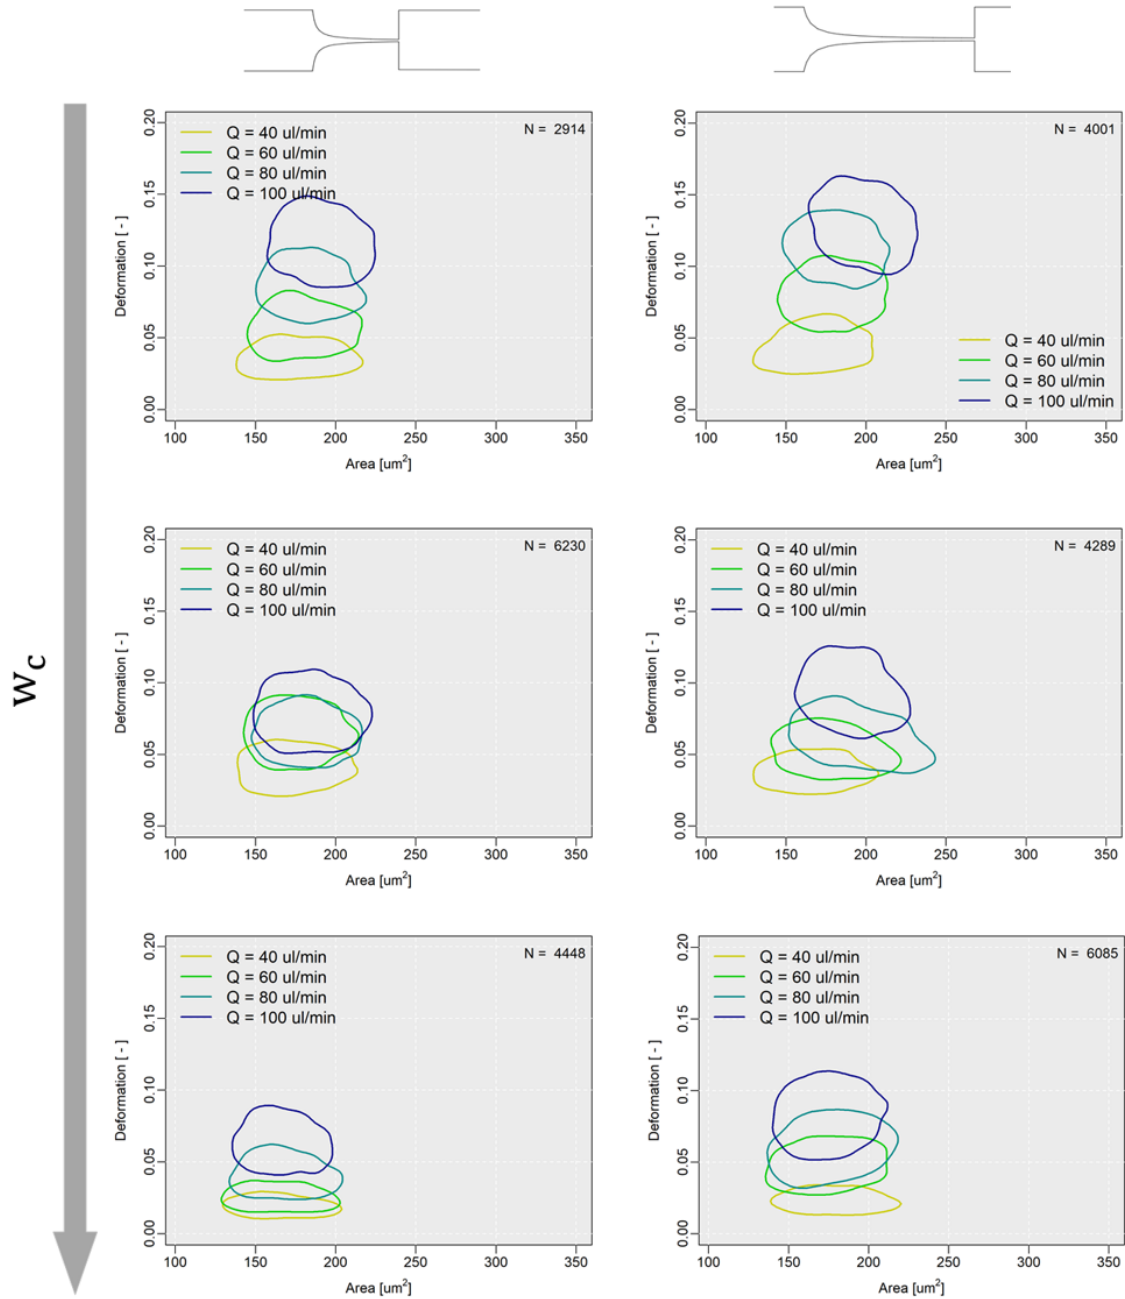 W_C
Q = 40 ul/min
Q = 60 ul/min
Q = 80 ul/min
Q = 100 ul/min
N = 2914
Deformation [ - ]
0.20
0.15
0.10
0.05
0.00
100 150 200 250 300 350
Area [um²]
N = 4001
Q = 40 ul/min
Q = 60 ul/min
Q = 80 ul/min
Q = 100 ul/min
Deformation [ - ]
0.20
0.15
0.10
0.05
0.00
100 150 200 250 300 350
Area [um²]
Q = 40 ul/min
Q = 60 ul/min
Q = 80 ul/min
Q = 100 ul/min
N = 6230
Deformation [ - ]
0.20
0.15
0.10
0.05
0.00
100 150 200 250 300 350
Area [um²]
Q = 40 ul/min
Q = 60 ul/min
Q = 80 ul/min
Q = 100 ul/min
N = 4289
Deformation [ - ]
0.20
0.15
0.10
0.05
0.00
100 150 200 250 300 350
Area [um²]
Q = 40 ul/min
Q = 60 ul/min
Q = 80 ul/min
Q = 100 ul/min
N = 4448
Deformation [ - ]
0.20
0.15
0.10
0.05
0.00
100 150 200 250 300 350
Area [um²]
Q = 40 ul/min
Q = 60 ul/min
Q = 80 ul/min
Q = 100 ul/min
N = 6085
Deformation [ - ]
0.20
0.15
0.10
0.05
0.00
100 150 200 250 300 350
Area [um²]